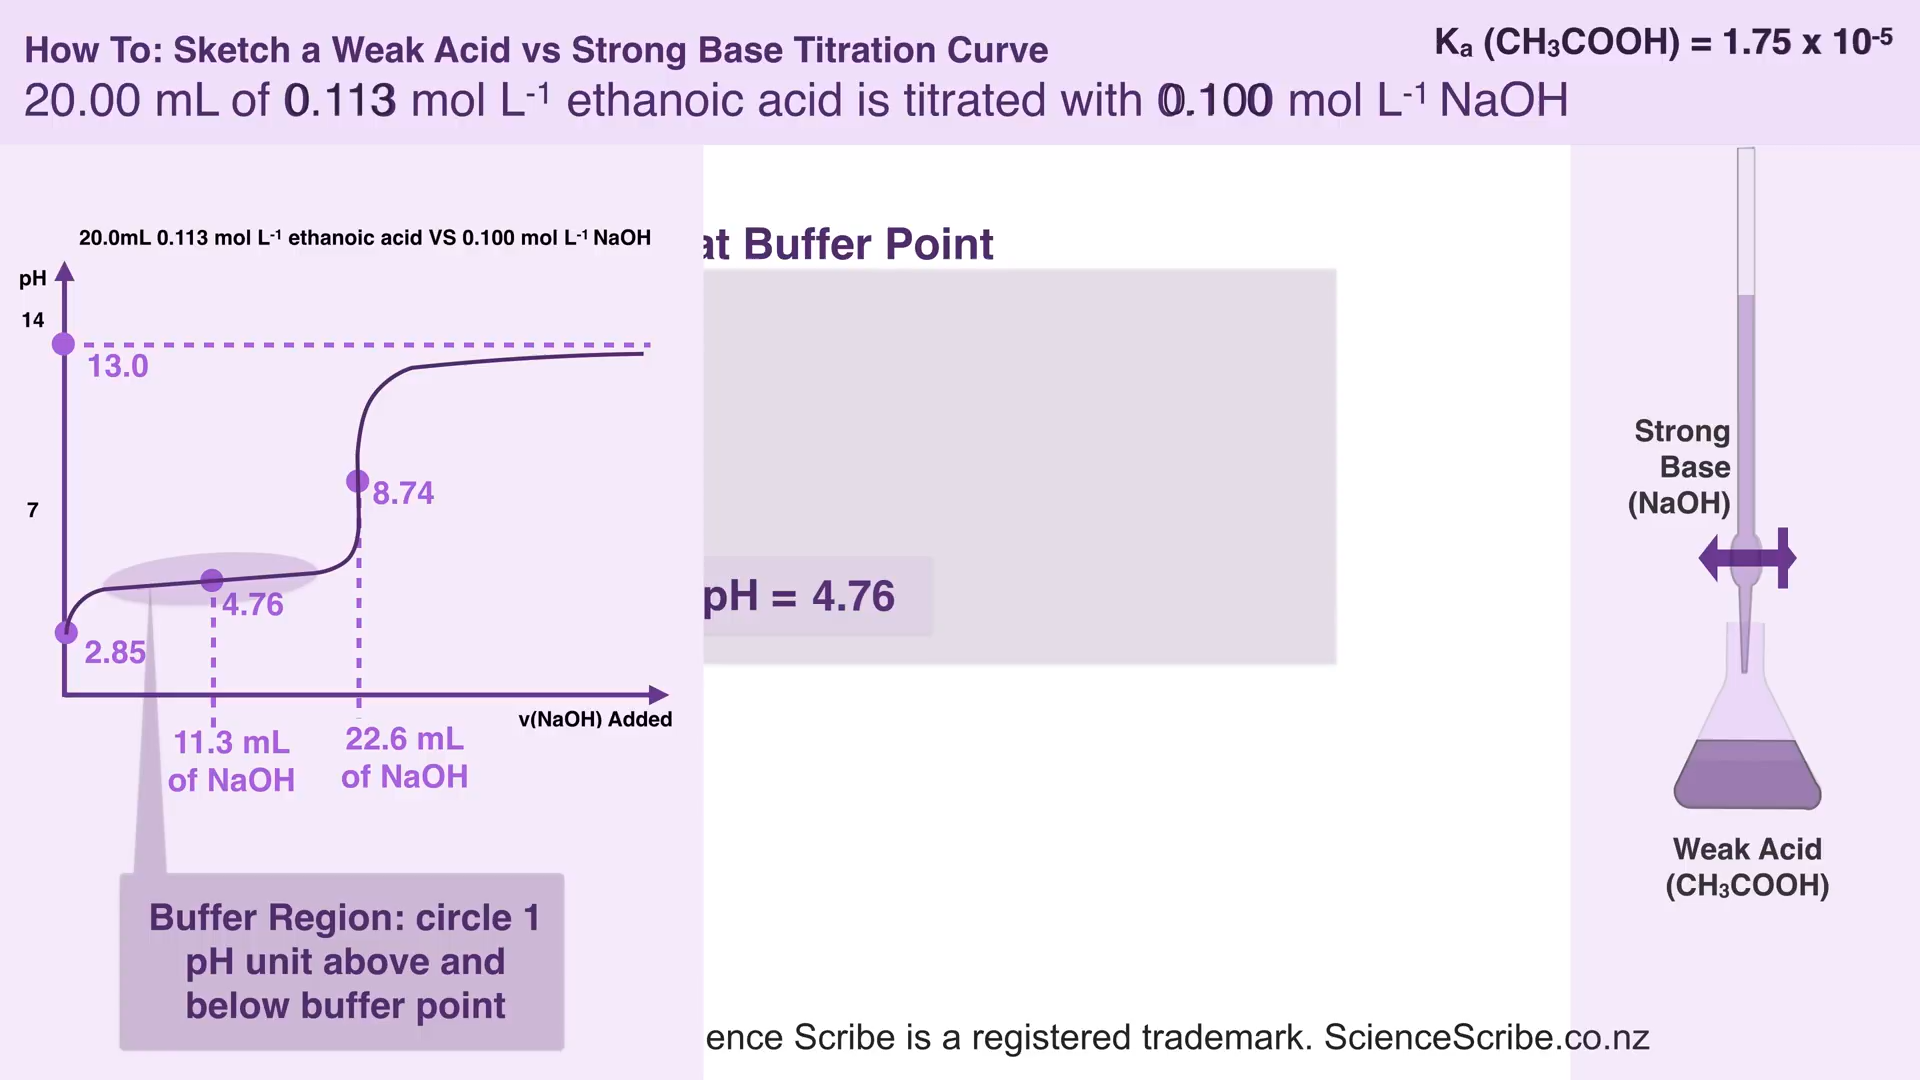 How To: Sketch a Weak Acid vs Strong Base Titration Curve
Kₐ (CH₃COOH) = 1.75 x 10⁻⁵
20.00 mL of 0.113 mol L⁻¹ ethanoic acid is titrated with 0.100 mol L⁻¹ NaOH
20.0mL 0.113 mol L⁻¹ ethanoic acid VS 0.100 mol L⁻¹ NaOH
pH
14
13.0
7
8.74
4.76
2.85
v(NaOH) Added
11.3 mL
of NaOH
22.6 mL
of NaOH
Buffer Region: circle 1
pH unit above and
below buffer point
at Buffer Point
pH = 4.76
Strong
Base
(NaOH)
Weak Acid
(CH₃COOH)
ence Scribe is a registered trademark. ScienceScribe.co.nz